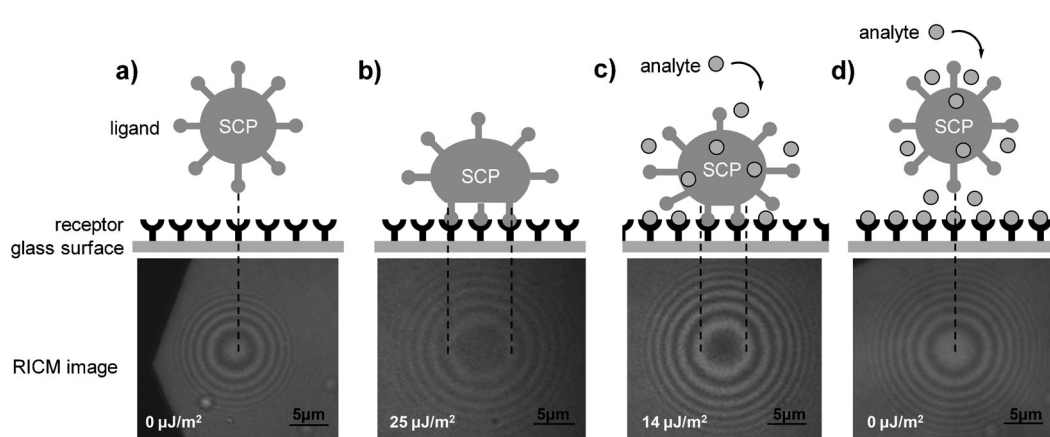 a)
ligand
SCP
b)
SCP
c)
analyte
SCP
d)
analyte
SCP
receptor
glass surface
RICM image
0 µJ/m²
5µm
25 µJ/m²
5µm
14 µJ/m²
5µm
0 µJ/m²
5µm